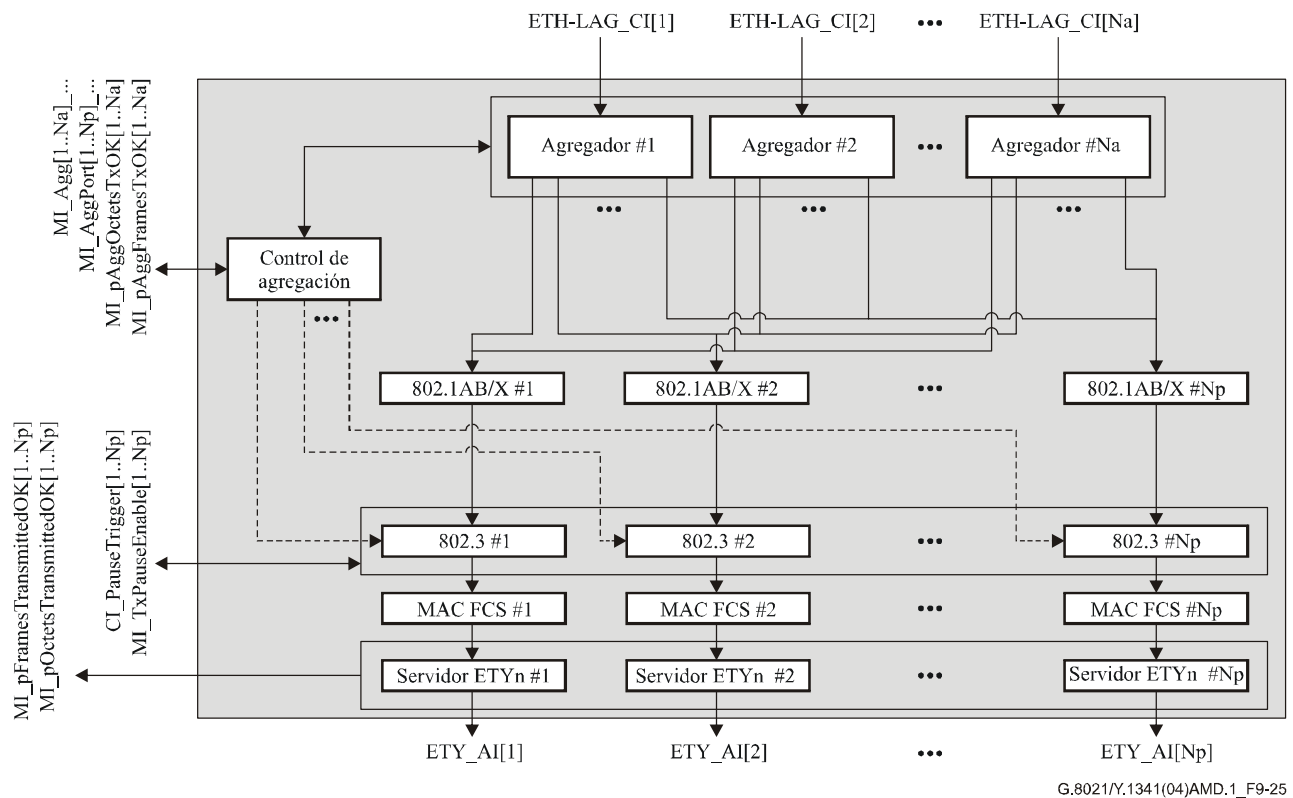 ETH-LAG_CI[1]
ETH-LAG_CI[2]
ETH-LAG_CI[Na]
MI_Agg[1..Na]_...
MI_AggPort[1..Np]_...
MI_pAggOctetsTxOK[1..Na]
MI_pAggFramesTxOK[1..Na]
Agregador #1
Agregador #2
Agregador #Na
Control de
agregación
802.1AB/X #1
802.1AB/X #2
802.1AB/X #Np
MI_pFramesTransmittedOK[1..Np]
MI_pOctetsTransmittedOK[1..Np]
CI_PauseTrigger[1..Np]
MI_TxPauseEnable[1..Np]
802.3 #1
802.3 #2
802.3 #Np
MAC FCS #1
MAC FCS #2
MAC FCS #Np
Servidor ETYn #1
Servidor ETYn #2
Servidor ETYn #Np
ETY_AI[1]
ETY_AI[2]
ETY_AI[Np]
G.8021/Y.1341(04)AMD.1_F9-25